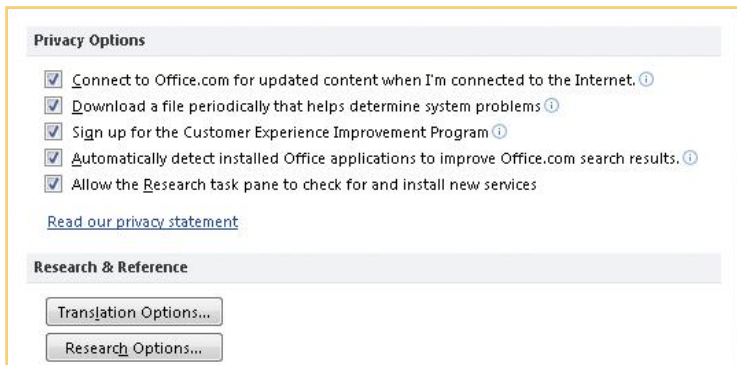 Privacy Options
Connect to Office.com for updated content when I'm connected to the Internet.
Download a file periodically that helps determine system problems
Sign up for the Customer Experience Improvement Program
Automatically detect installed Office applications to improve Office.com search results.
Allow the Research task pane to check for and install new services
Read our privacy statement
Research & Reference
Translation Options...
Research Options...